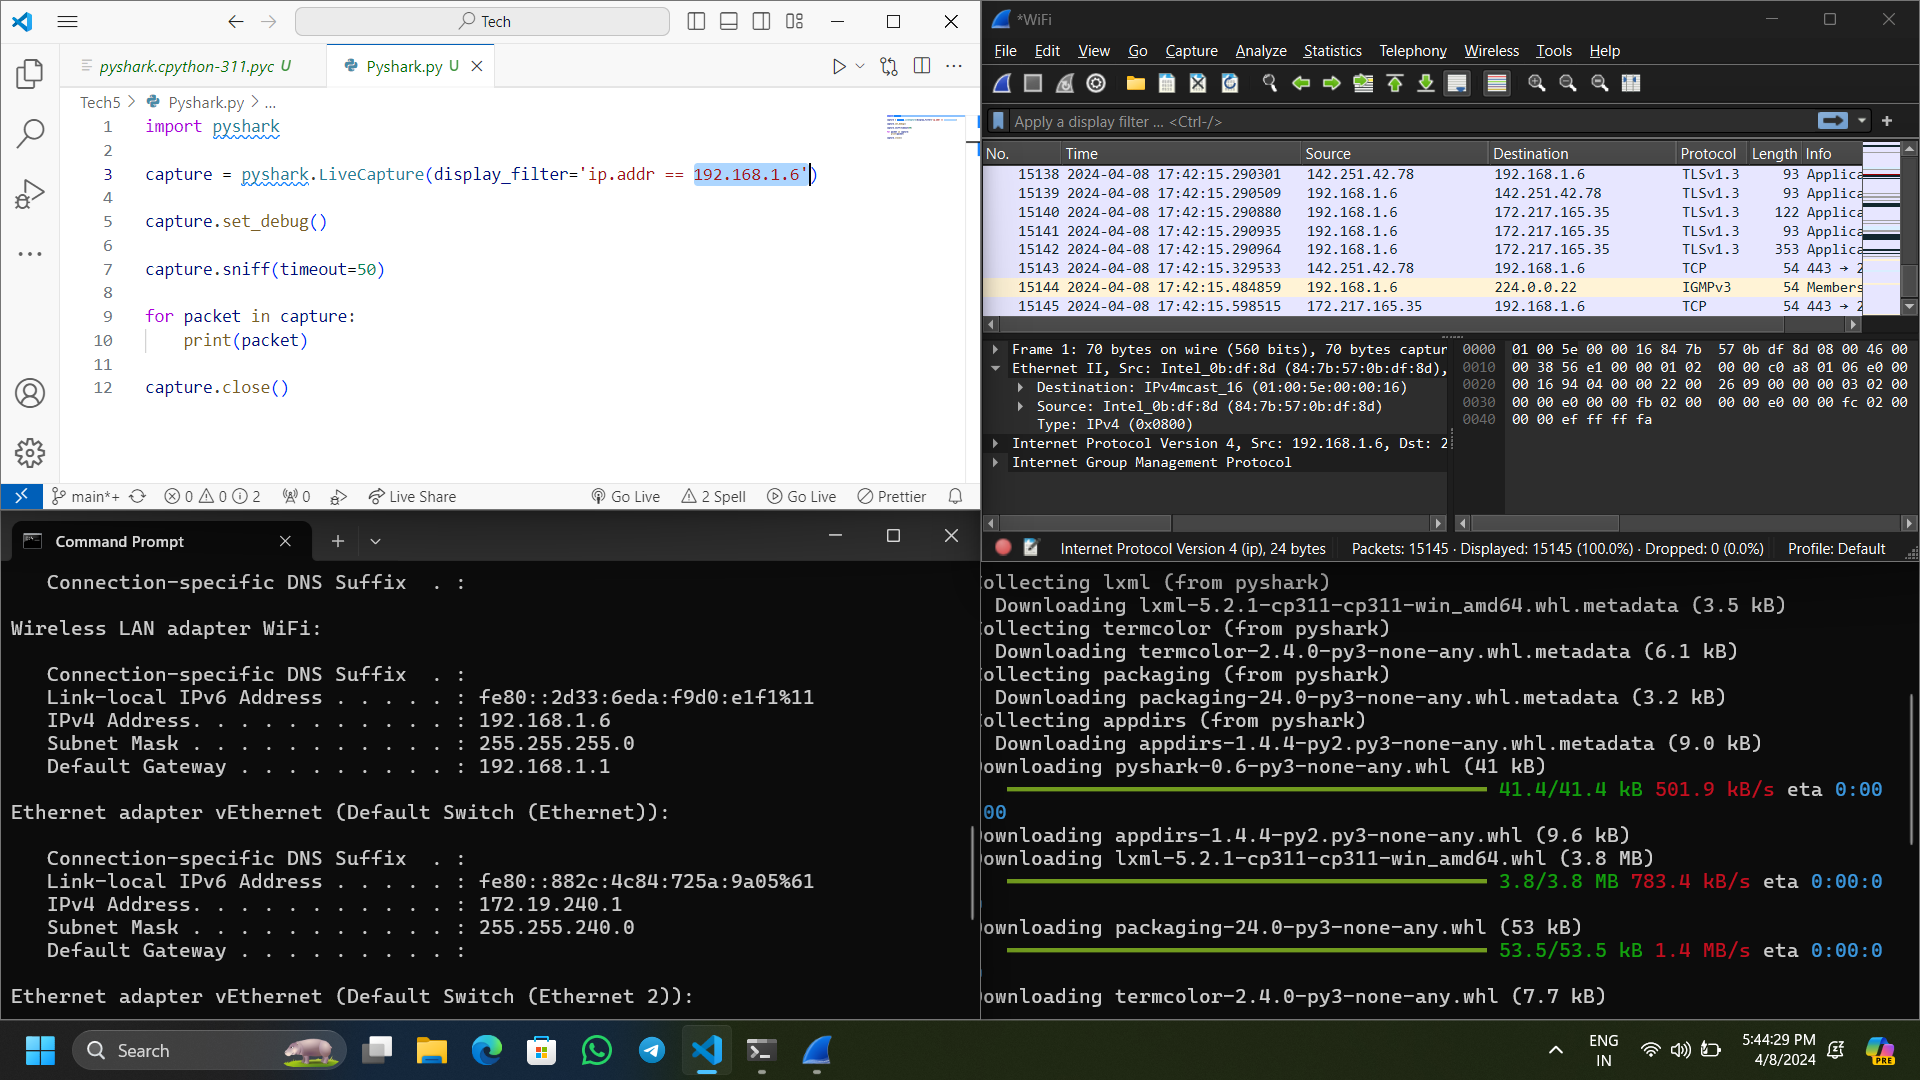 Tech
pyshark.cpython-311.pyc U
Pyshark.py U
Tech5 > Pyshark.py > ...
1 import pyshark
2
3 capture = pyshark.LiveCapture(display_filter='ip.addr == 192.168.1.6')
4
5 capture.set_debug()
6
7 capture.sniff(timeout=50)
8
9 for packet in capture:
10 print(packet)
11
12 capture.close()
main*+ 0 0 2 0 Live Share Go Live 2 Spell Go Live Prettier
*WiFi
File Edit View Go Capture Analyze Statistics Telephony Wireless Tools Help
Apply a display filter ... <Ctrl-/>
No. Time Source Destination Protocol Length Info
15138 2024-04-08 17:42:15.290301 142.251.42.78 192.168.1.6 TLSv1.3 93 Applica
15139 2024-04-08 17:42:15.290509 192.168.1.6 142.251.42.78 TLSv1.3 93 Applica
15140 2024-04-08 17:42:15.290880 192.168.1.6 172.217.165.35 TLSv1.3 122 Applica
15141 2024-04-08 17:42:15.290935 192.168.1.6 172.217.165.35 TLSv1.3 93 Applica
15142 2024-04-08 17:42:15.290964 192.168.1.6 172.217.165.35 TLSv1.3 353 Applica
15143 2024-04-08 17:42:15.329533 142.251.42.78 192.168.1.6 TCP 54 443 → 2
15144 2024-04-08 17:42:15.484859 192.168.1.6 224.0.0.22 IGMPv3 54 Members
15145 2024-04-08 17:42:15.598515 172.217.165.35 192.168.1.6 TCP 54 443 → 2
Frame 1: 70 bytes on wire (560 bits), 70 bytes captur
Ethernet II, Src: Intel_0b:df:8d (84:7b:57:0b:df:8d),
Destination: IPv4mcast_16 (01:00:5e:00:00:16)
Source: Intel_0b:df:8d (84:7b:57:0b:df:8d)
Type: IPv4 (0x0800)
Internet Protocol Version 4, Src: 192.168.1.6, Dst: 2
Internet Group Management Protocol
0000 01 00 5e 00 00 16 84 7b 57 0b df 8d 08 00 46 00
0010 00 38 56 e1 00 00 01 02 00 00 c0 a8 01 06 e0 00
0020 00 16 94 04 00 00 22 00 26 09 00 00 00 03 02 00
0030 00 00 e0 00 00 fb 02 00 00 00 e0 00 00 fc 02 00
0040 00 00 ef ff ff fa
Internet Protocol Version 4 (ip), 24 bytes Packets: 15145 · Displayed: 15145 (100.0%) · Dropped: 0 (0.0%) Profile: Default
Command Prompt
Connection-specific DNS Suffix . :
Wireless LAN adapter WiFi:
Connection-specific DNS Suffix . :
Link-local IPv6 Address . . . . . : fe80::2d33:6eda:f9d0:e1f1%11
IPv4 Address. . . . . . . . . . . : 192.168.1.6
Subnet Mask . . . . . . . . . . . : 255.255.255.0
Default Gateway . . . . . . . . . : 192.168.1.1
Ethernet adapter vEthernet (Default Switch (Ethernet)):
Connection-specific DNS Suffix . :
Link-local IPv6 Address . . . . . : fe80::882c:4c84:725a:9a05%61
IPv4 Address. . . . . . . . . . . : 172.19.240.1
Subnet Mask . . . . . . . . . . . : 255.255.240.0
Default Gateway . . . . . . . . . :
Ethernet adapter vEthernet (Default Switch (Ethernet 2)):
ollecting lxml (from pyshark)
Downloading lxml-5.2.1-cp311-cp311-win_amd64.whl.metadata (3.5 kB)
ollecting termcolor (from pyshark)
Downloading termcolor-2.4.0-py3-none-any.whl.metadata (6.1 kB)
ollecting packaging (from pyshark)
Downloading packaging-24.0-py3-none-any.whl.metadata (3.2 kB)
ollecting appdirs (from pyshark)
Downloading appdirs-1.4.4-py2.py3-none-any.whl.metadata (9.0 kB)
ownloading pyshark-0.6-py3-none-any.whl (41 kB)
41.4/41.4 kB 501.9 kB/s eta 0:00
00
ownloading appdirs-1.4.4-py2.py3-none-any.whl (9.6 kB)
ownloading lxml-5.2.1-cp311-cp311-win_amd64.whl (3.8 MB)
3.8/3.8 MB 783.4 kB/s eta 0:00:0
ownloading packaging-24.0-py3-none-any.whl (53 kB)
53.5/53.5 kB 1.4 MB/s eta 0:00:0
ownloading termcolor-2.4.0-py3-none-any.whl (7.7 kB)
Search
ENG
IN
5:44:29 PM
4/8/2024
PRE